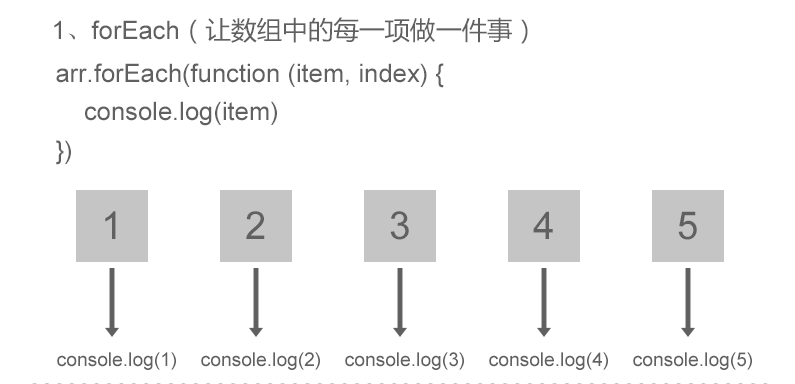 1、forEach（让数组中的每一项做一件事）
arr.forEach(function (item, index) {
console.log(item)
})
1 2 3 4 5
console.log(1) console.log(2) console.log(3) console.log(4) console.log(5)